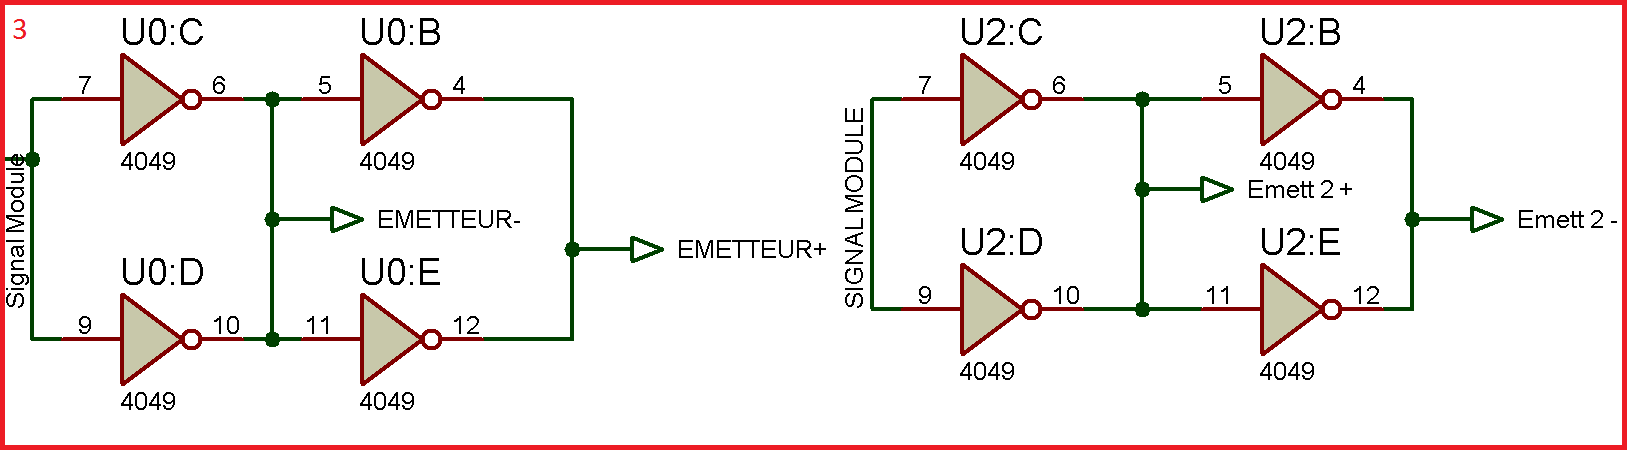 3
U0:C
7
6
4049
U0:B
5
4
4049
Signal Module
EMETTEUR-
EMETTEUR+
U0:D
9
10
4049
U0:E
11
12
4049
U2:C
7
6
4049
U2:B
5
4
4049
SIGNAL MODULE
Emett 2 +
Emett 2 -
U2:D
9
10
4049
U2:E
11
12
4049